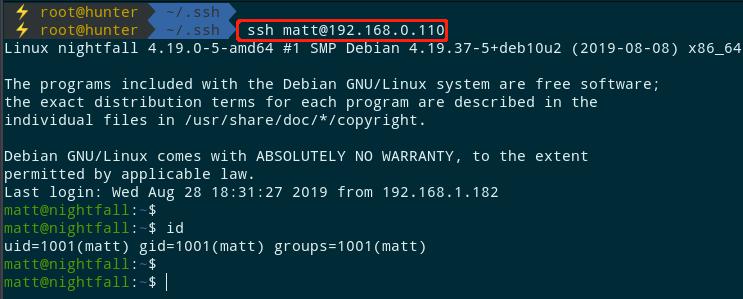 ⚡ root@hunter ~/.ssh
⚡ root@hunter ~/.ssh ssh matt@192.168.0.110
Linux nightfall 4.19.0-5-amd64 #1 SMP Debian 4.19.37-5+deb10u2 (2019-08-08) x86_64
The programs included with the Debian GNU/Linux system are free software;
the exact distribution terms for each program are described in the
individual files in /usr/share/doc/*/copyright.
Debian GNU/Linux comes with ABSOLUTELY NO WARRANTY, to the extent
permitted by applicable law.
Last login: Wed Aug 28 18:31:27 2019 from 192.168.1.182
matt@nightfall:~$
matt@nightfall:~$ id
uid=1001(matt) gid=1001(matt) groups=1001(matt)
matt@nightfall:~$
matt@nightfall:~$